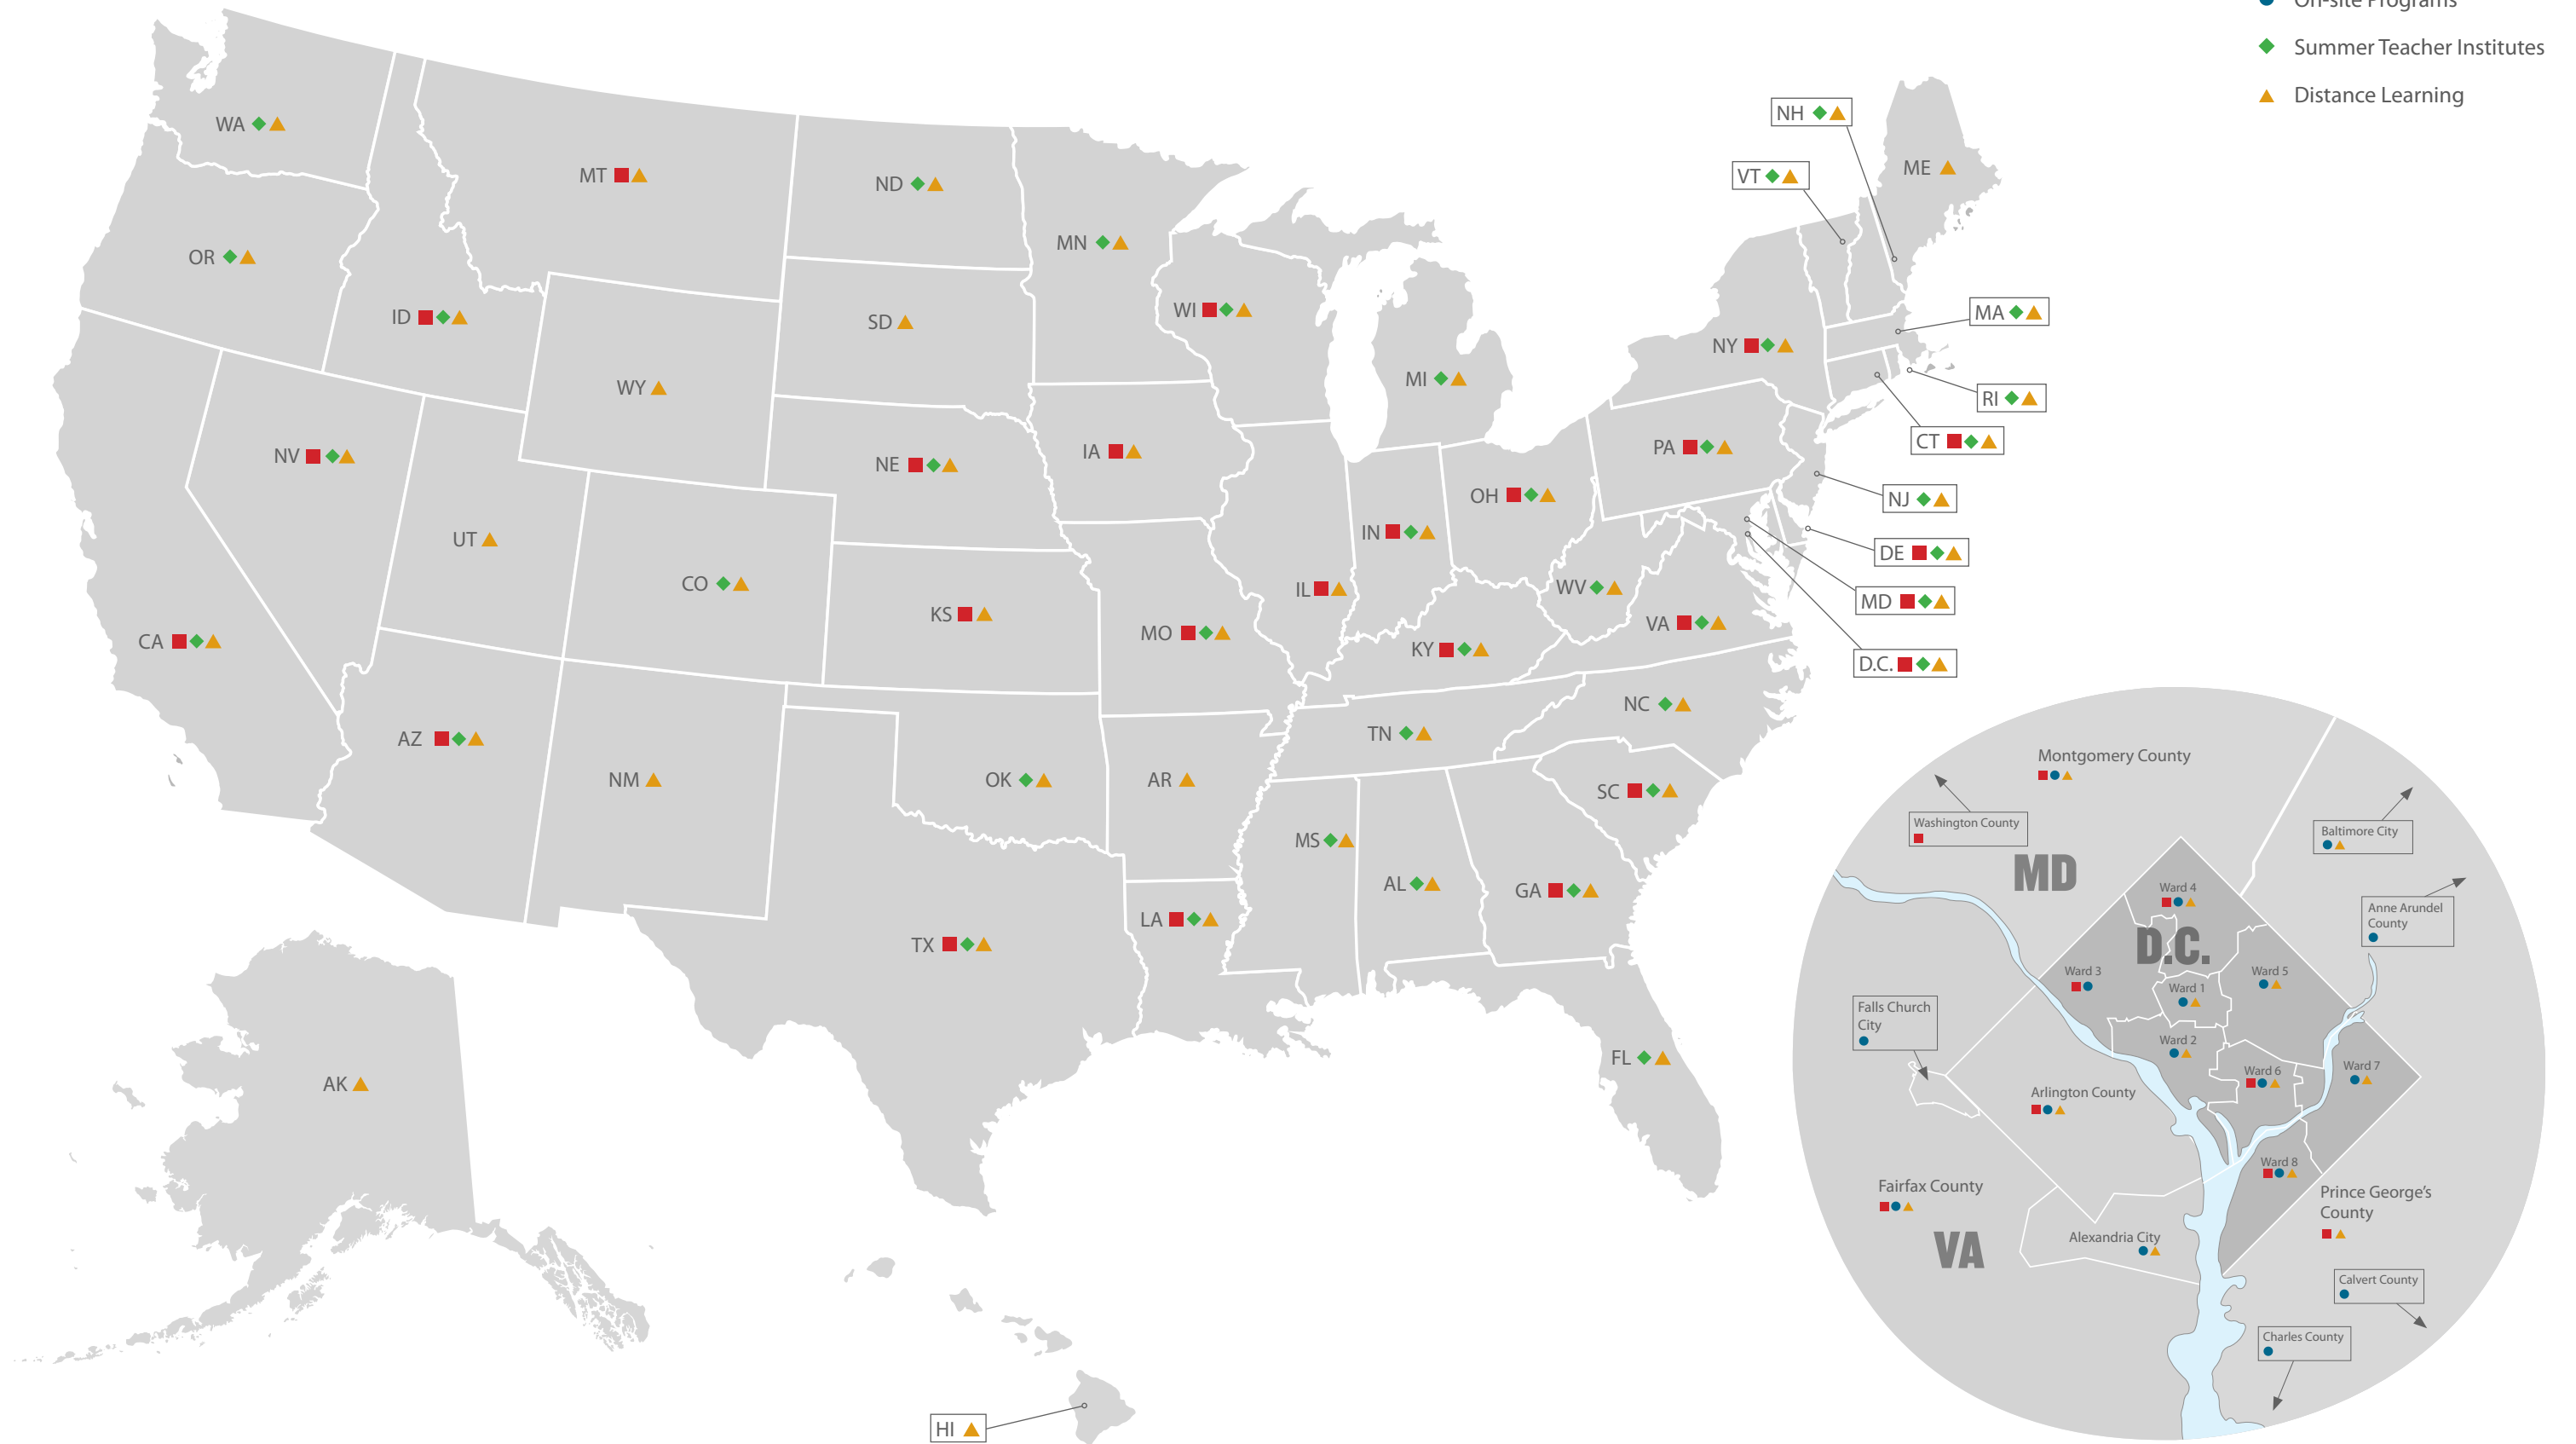 On-site Programs
Summer Teacher Institutes
Distance Learning
WA
MT
ND
MN
OR
ID
SD
WI
WY
MI
NH
VT
ME
NY
MA
RI
CT
NV
NE
IA
PA
OH
NJ
IN
DE
UT
CO
KS
IL
WV
MD
CA
MO
VA
KY
D.C.
AZ
NC
TN
NM
OK
AR
SC
MS
AL
GA
LA
TX
FL
AK
HI
Montgomery County
Washington County
Baltimore City
MD
Ward 4
Anne Arundel
County
D.C.
Ward 3
Ward 5
Ward 1
Falls Church
City
Ward 2
Ward 6
Ward 7
Arlington County
Ward 8
Fairfax County
Prince George's
County
Alexandria City
VA
Calvert County
Charles County